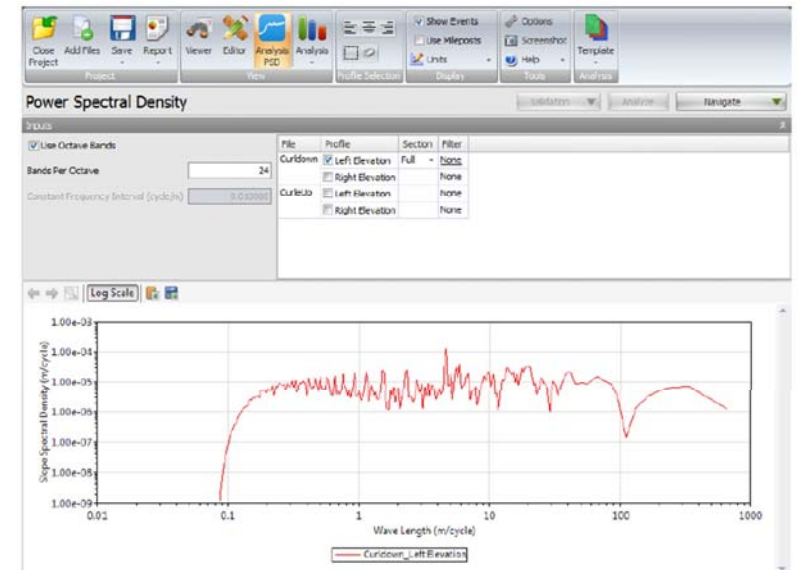 Close Project Add Files Save Report Viewer Editor Analysis PSD Analysis
Show Events
Use Mileposts
Units
Options
Screenshot
Help
Template
Project View Profile Selection Display Tools Analysis
Power Spectral Density
Validation Analyze Navigate
Inputs
Use Octave Bands
Bands Per Octave 24
Constant Frequency Interval (cycle/m)
File Profile Section Filter
Curldown Left Elevation Full None
Right Elevation None
CurleUp Left Elevation None
Right Elevation None
Log Scale
Slope Spectral Density (m/cycle)
1.00e-03
1.00e-04
1.00e-05
1.00e-06
1.00e-07
1.00e-08
1.00e-09
0.01 0.1 1 10 100 1000
Wave Length (m/cycle)
Curldown_Left Elevation